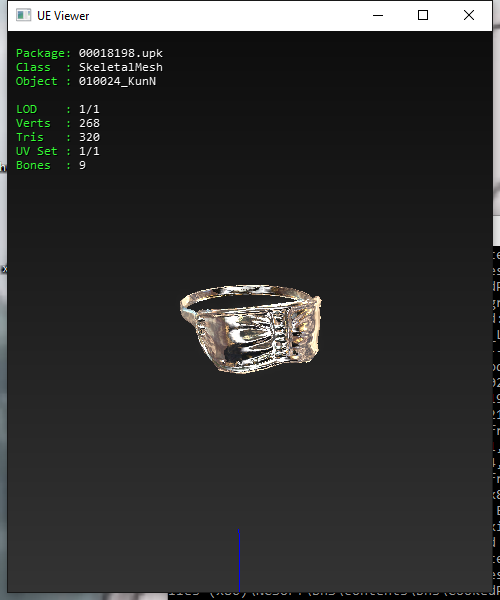 UE Viewer
Package: 00018198.upk
Class : SkeletalMesh
Object : 010024_KunN
LOD : 1/1
Verts : 268
Tris : 320
UV Set : 1/1
Bones : 9